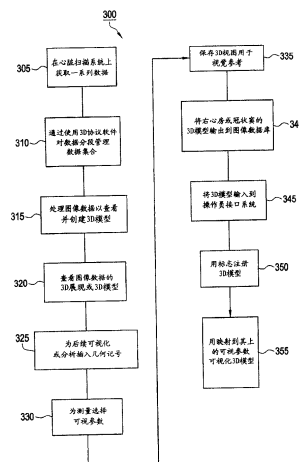 300
305
在心脏扫描系统上
获取一系列数据
310
通过使用3D协议软件
对数据分段管理
数据集合
315
处理图像数据以查看
并创建3D模型
320
查看图像数据的
3D展现或3D模型
325
为后续可视化
或分析插入几何记号
330
为测量选择
可视参数
保存3D视图用于
视觉参考
335
将右心房或冠状窦的
3D模型输出到图像数据库
34
将3D模型输入到
操作员接口系统
345
用标志注册
3D模型
350
用映射到其上
的可视参数
可视化3D模型
355